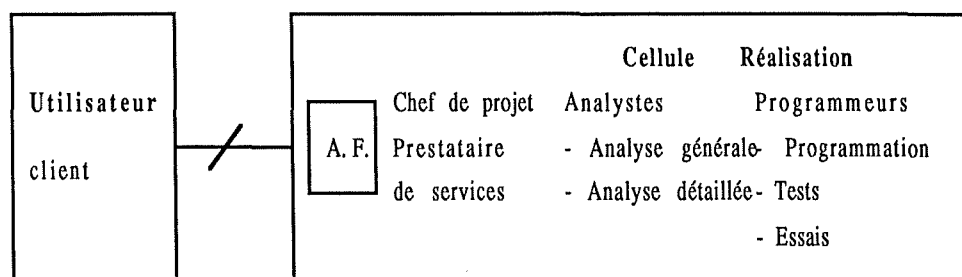 Cellule Réalisation
Utilisateur
client
A. F.
Chef de projet
Prestataire
de services
Analystes
- Analyse générale
- Analyse détaillée
Programmeurs
- Programmation
- Tests
- Essais